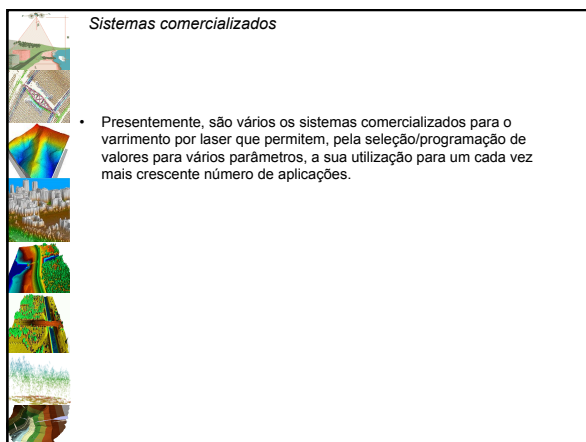 Sistemas comercializados
• Presentemente, são vários os sistemas comercializados para o
varrimento por laser que permitem, pela seleção/programação de
valores para vários parâmetros, a sua utilização para um cada vez
mais crescente número de aplicações.